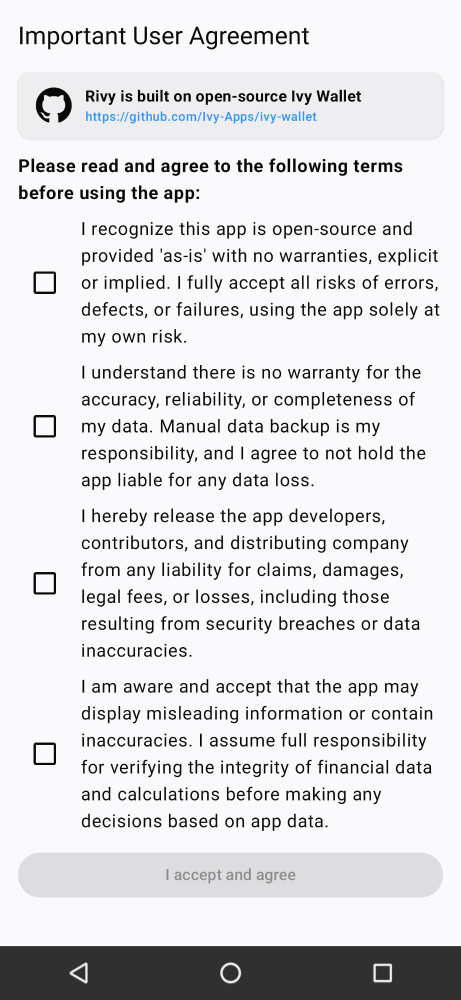 Important User Agreement
Rivy is built on open-source Ivy Wallet
https://github.com/Ivy-Apps/ivy-wallet
Please read and agree to the following terms
before using the app:
I recognize this app is open-source and
provided 'as-is' with no warranties, explicit
or implied. I fully accept all risks of errors,
defects, or failures, using the app solely at
my own risk.
I understand there is no warranty for the
accuracy, reliability, or completeness of
my data. Manual data backup is my
responsibility, and I agree to not hold the
app liable for any data loss.
I hereby release the app developers,
contributors, and distributing company
from any liability for claims, damages,
legal fees, or losses, including those
resulting from security breaches or data
inaccuracies.
I am aware and accept that the app may
display misleading information or contain
inaccuracies. I assume full responsibility
for verifying the integrity of financial data
and calculations before making any
decisions based on app data.
I accept and agree